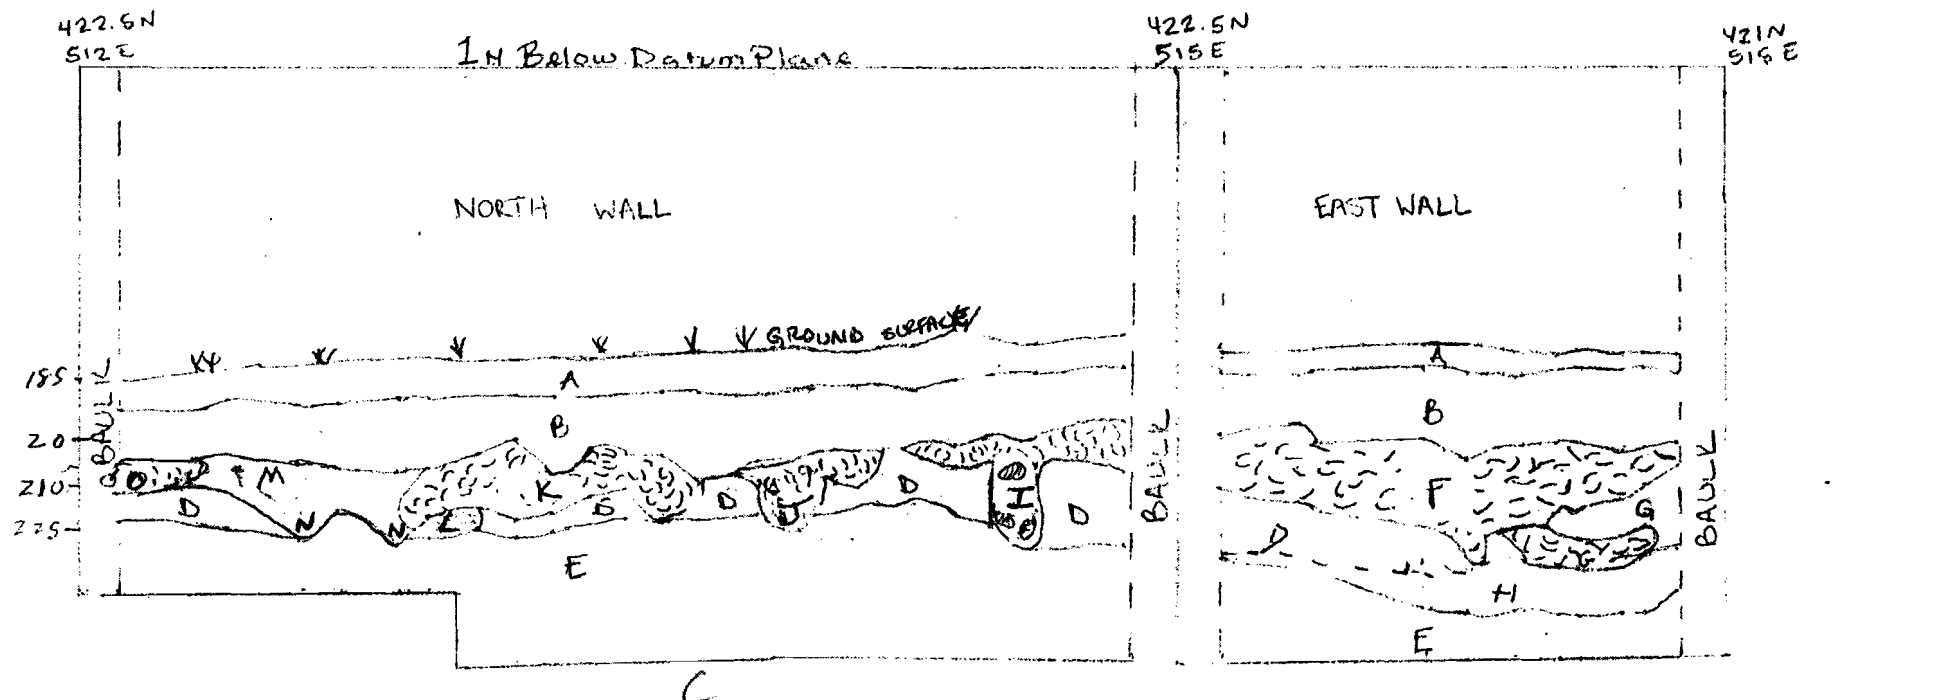 422.5N
512E
1M Below Datum Plane
422.5N
515E
421N
515E
NORTH WALL
EAST WALL
GROUND SURFACE
185
A
A
BAULK
B
B
BAULK
BAULK
20
210
O
M
K
D
D
D
D
I
F
G
225
N
N
L
J
D
D
H
E
E